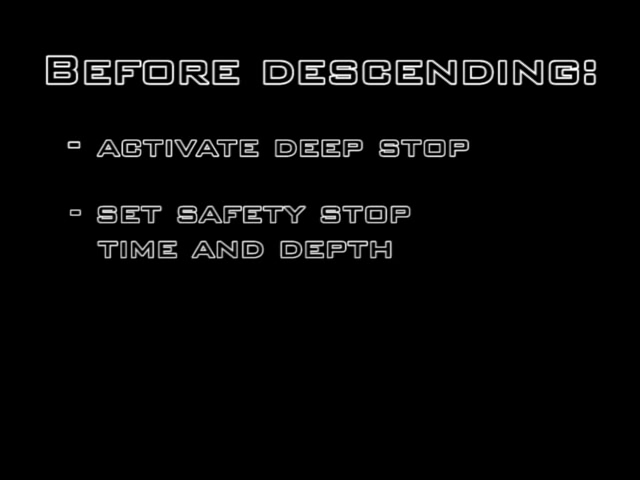 BEFORE DESCENDING:
- ACTIVATE DEEP STOP
- SET SAFETY STOP
TIME AND DEPTH